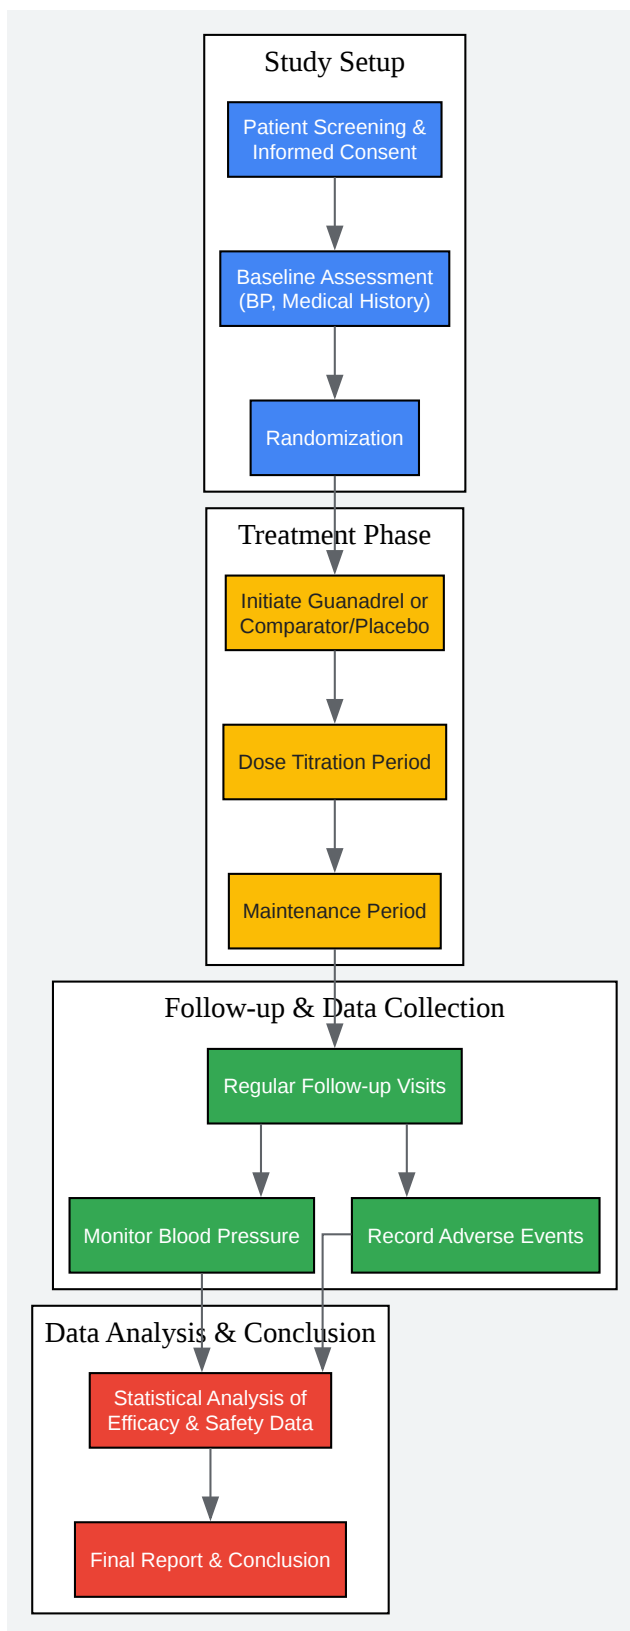 Study Setup
Patient Screening &
Informed Consent
Baseline Assessment
(BP, Medical History)
Randomization
Treatment Phase
Initiate Guanadrel or
Comparator/Placebo
Dose Titration Period
Maintenance Period
Follow-up & Data Collection
Regular Follow-up Visits
Monitor Blood Pressure
Record Adverse Events
Data Analysis & Conclusion
Statistical Analysis of
Efficacy & Safety Data
Final Report & Conclusion